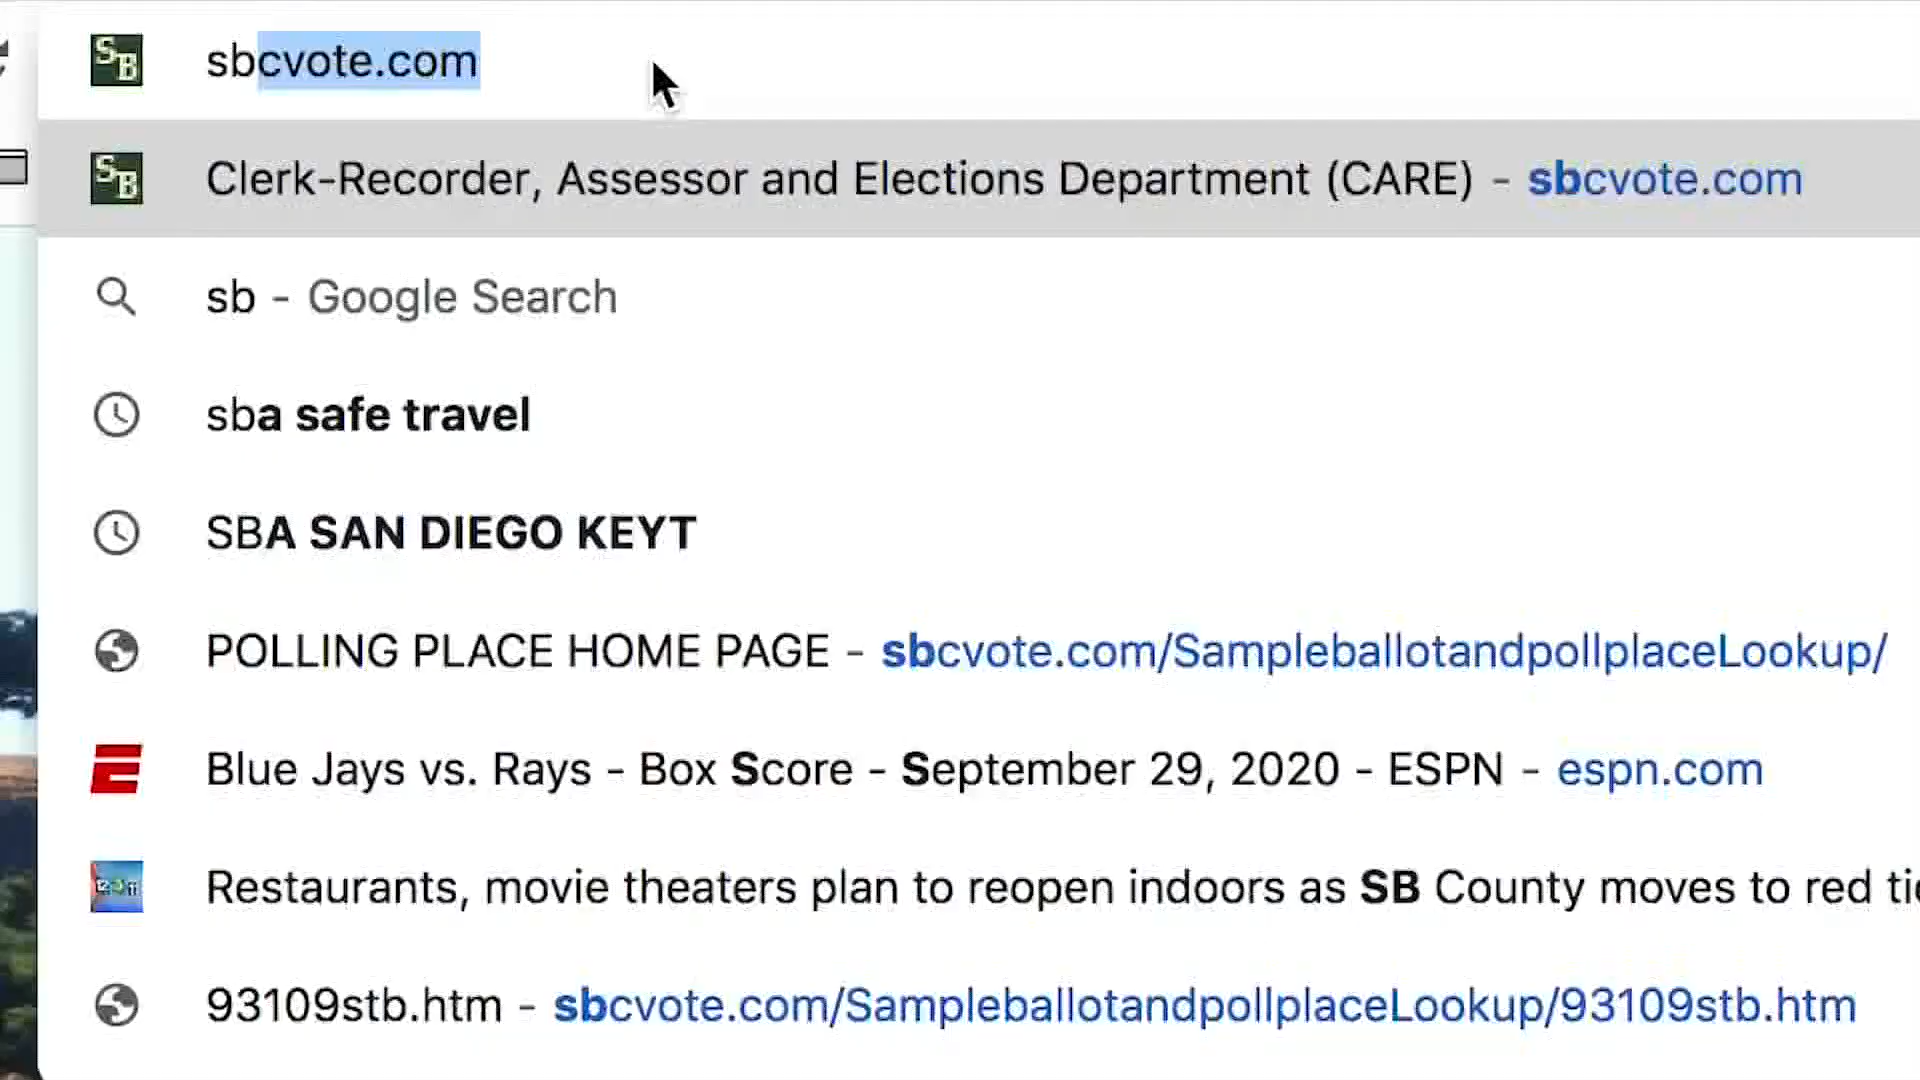 sbcvote.com
Clerk-Recorder, Assessor and Elections Department (CARE) - sbcvote.com
sb - Google Search
sba safe travel
SBA SAN DIEGO KEYT
POLLING PLACE HOME PAGE - sbcvote.com/SampleballotandpollplaceLookup/
Blue Jays vs. Rays - Box Score - September 29, 2020 - ESPN - espn.com
Restaurants, movie theaters plan to reopen indoors as SB County moves to red
93109stb.htm - sbcvote.com/SampleballotandpollplaceLookup/93109stb.htm